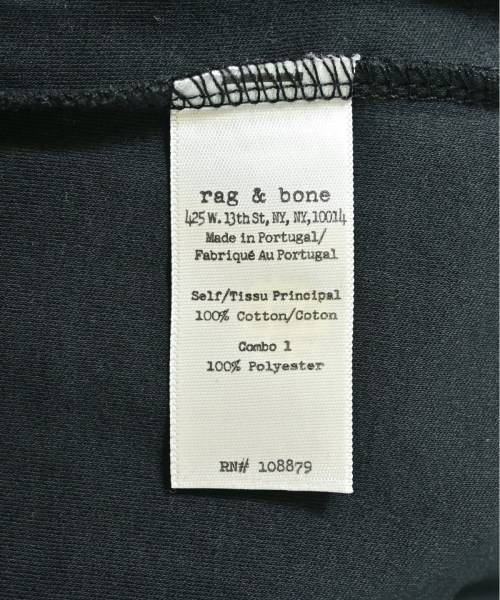 rag & bone
425 W. 13th St, NY, NY, 10014
Made in Portugal/
Fabriqué Au Portugal
Self/Tissu Principal
100% Cotton/Coton
Combo 1
100% Polyester
RN# 108879